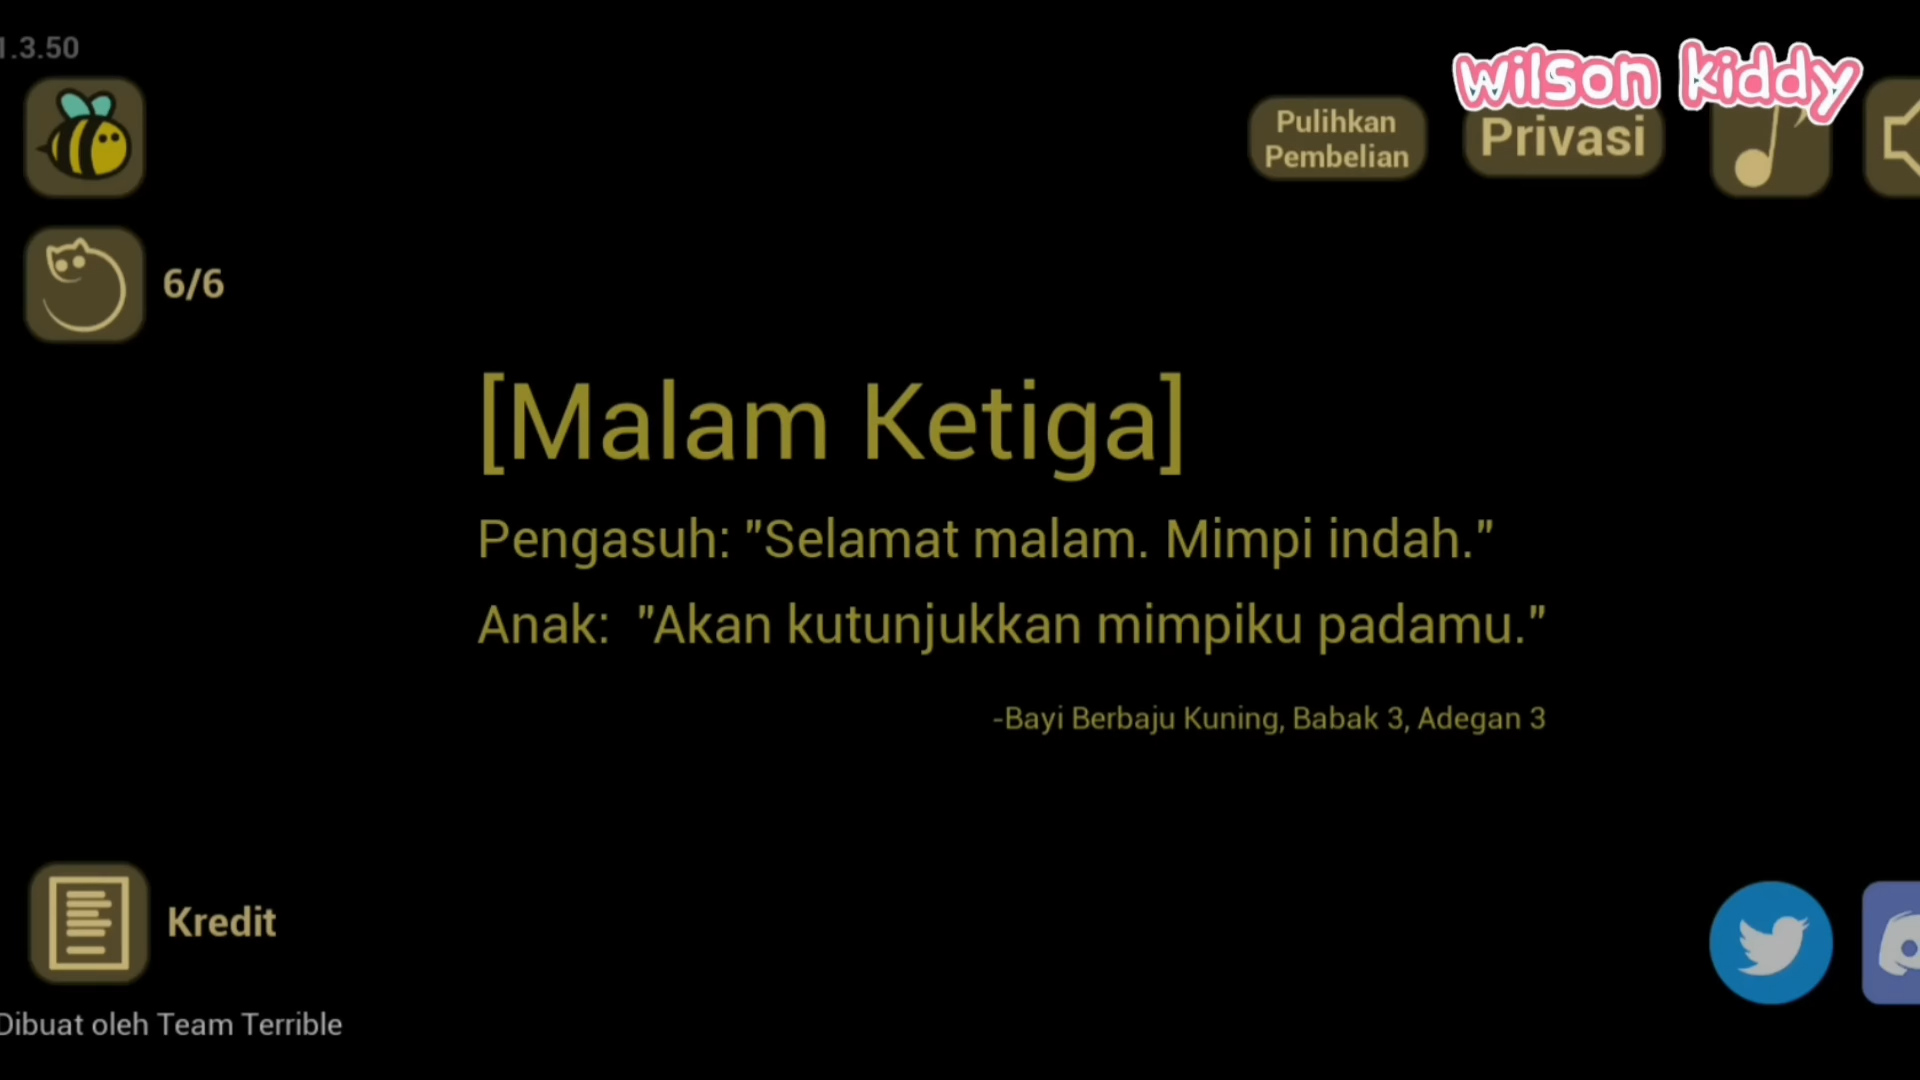 1.3.50
wilson kiddy
Pulihkan
Pembelian
Privasi
6/6
[Malam Ketiga]
Pengasuh: "Selamat malam. Mimpi indah."
Anak: "Akan kutunjukkan mimpiku padamu."
-Bayi Berbaju Kuning, Babak 3, Adegan 3
Kredit
Dibuat oleh Team Terrible